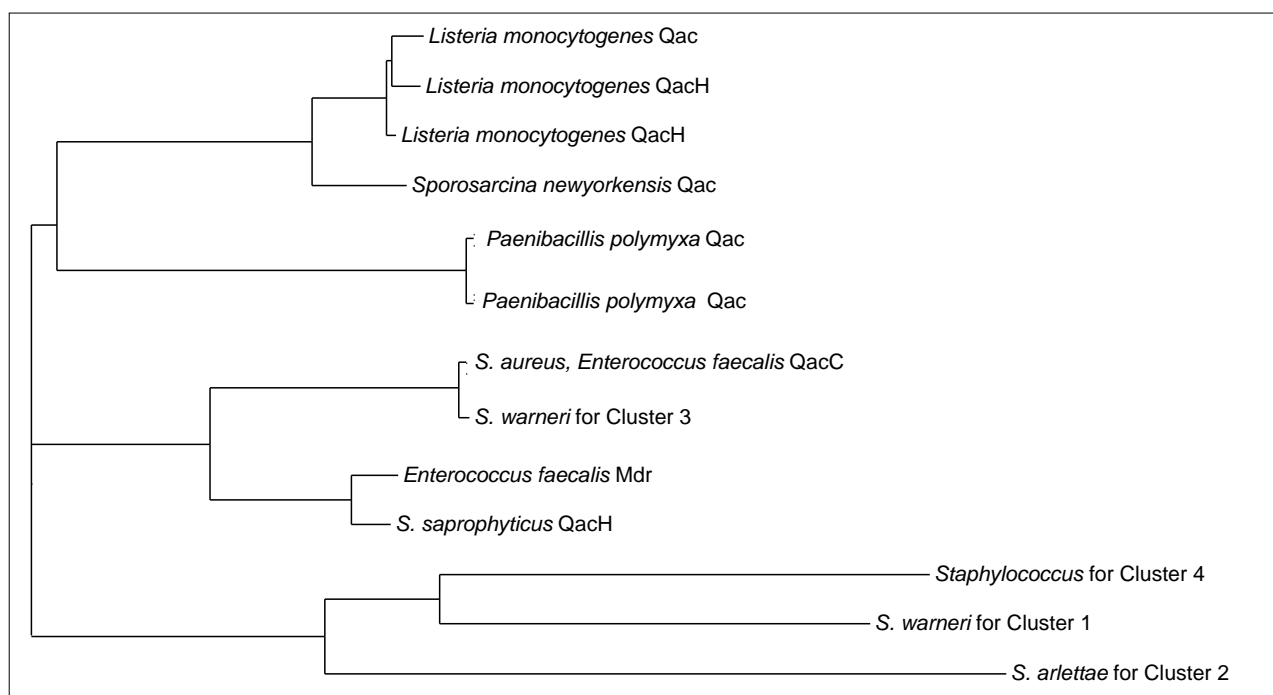 Listeria monocytogenes Qac
Listeria monocytogenes QacH
Listeria monocytogenes QacH
Sporosarcina newyorkensis Qac
Paenibacillis polymyxa Qac
Paenibacillis polymyxa Qac
S. aureus, Enterococcus faecalis QacC
S. warneri for Cluster 3
Enterococcus faecalis Mdr
S. saprophyticus QacH
Staphylococcus for Cluster 4
S. warneri for Cluster 1
S. arlettae for Cluster 2